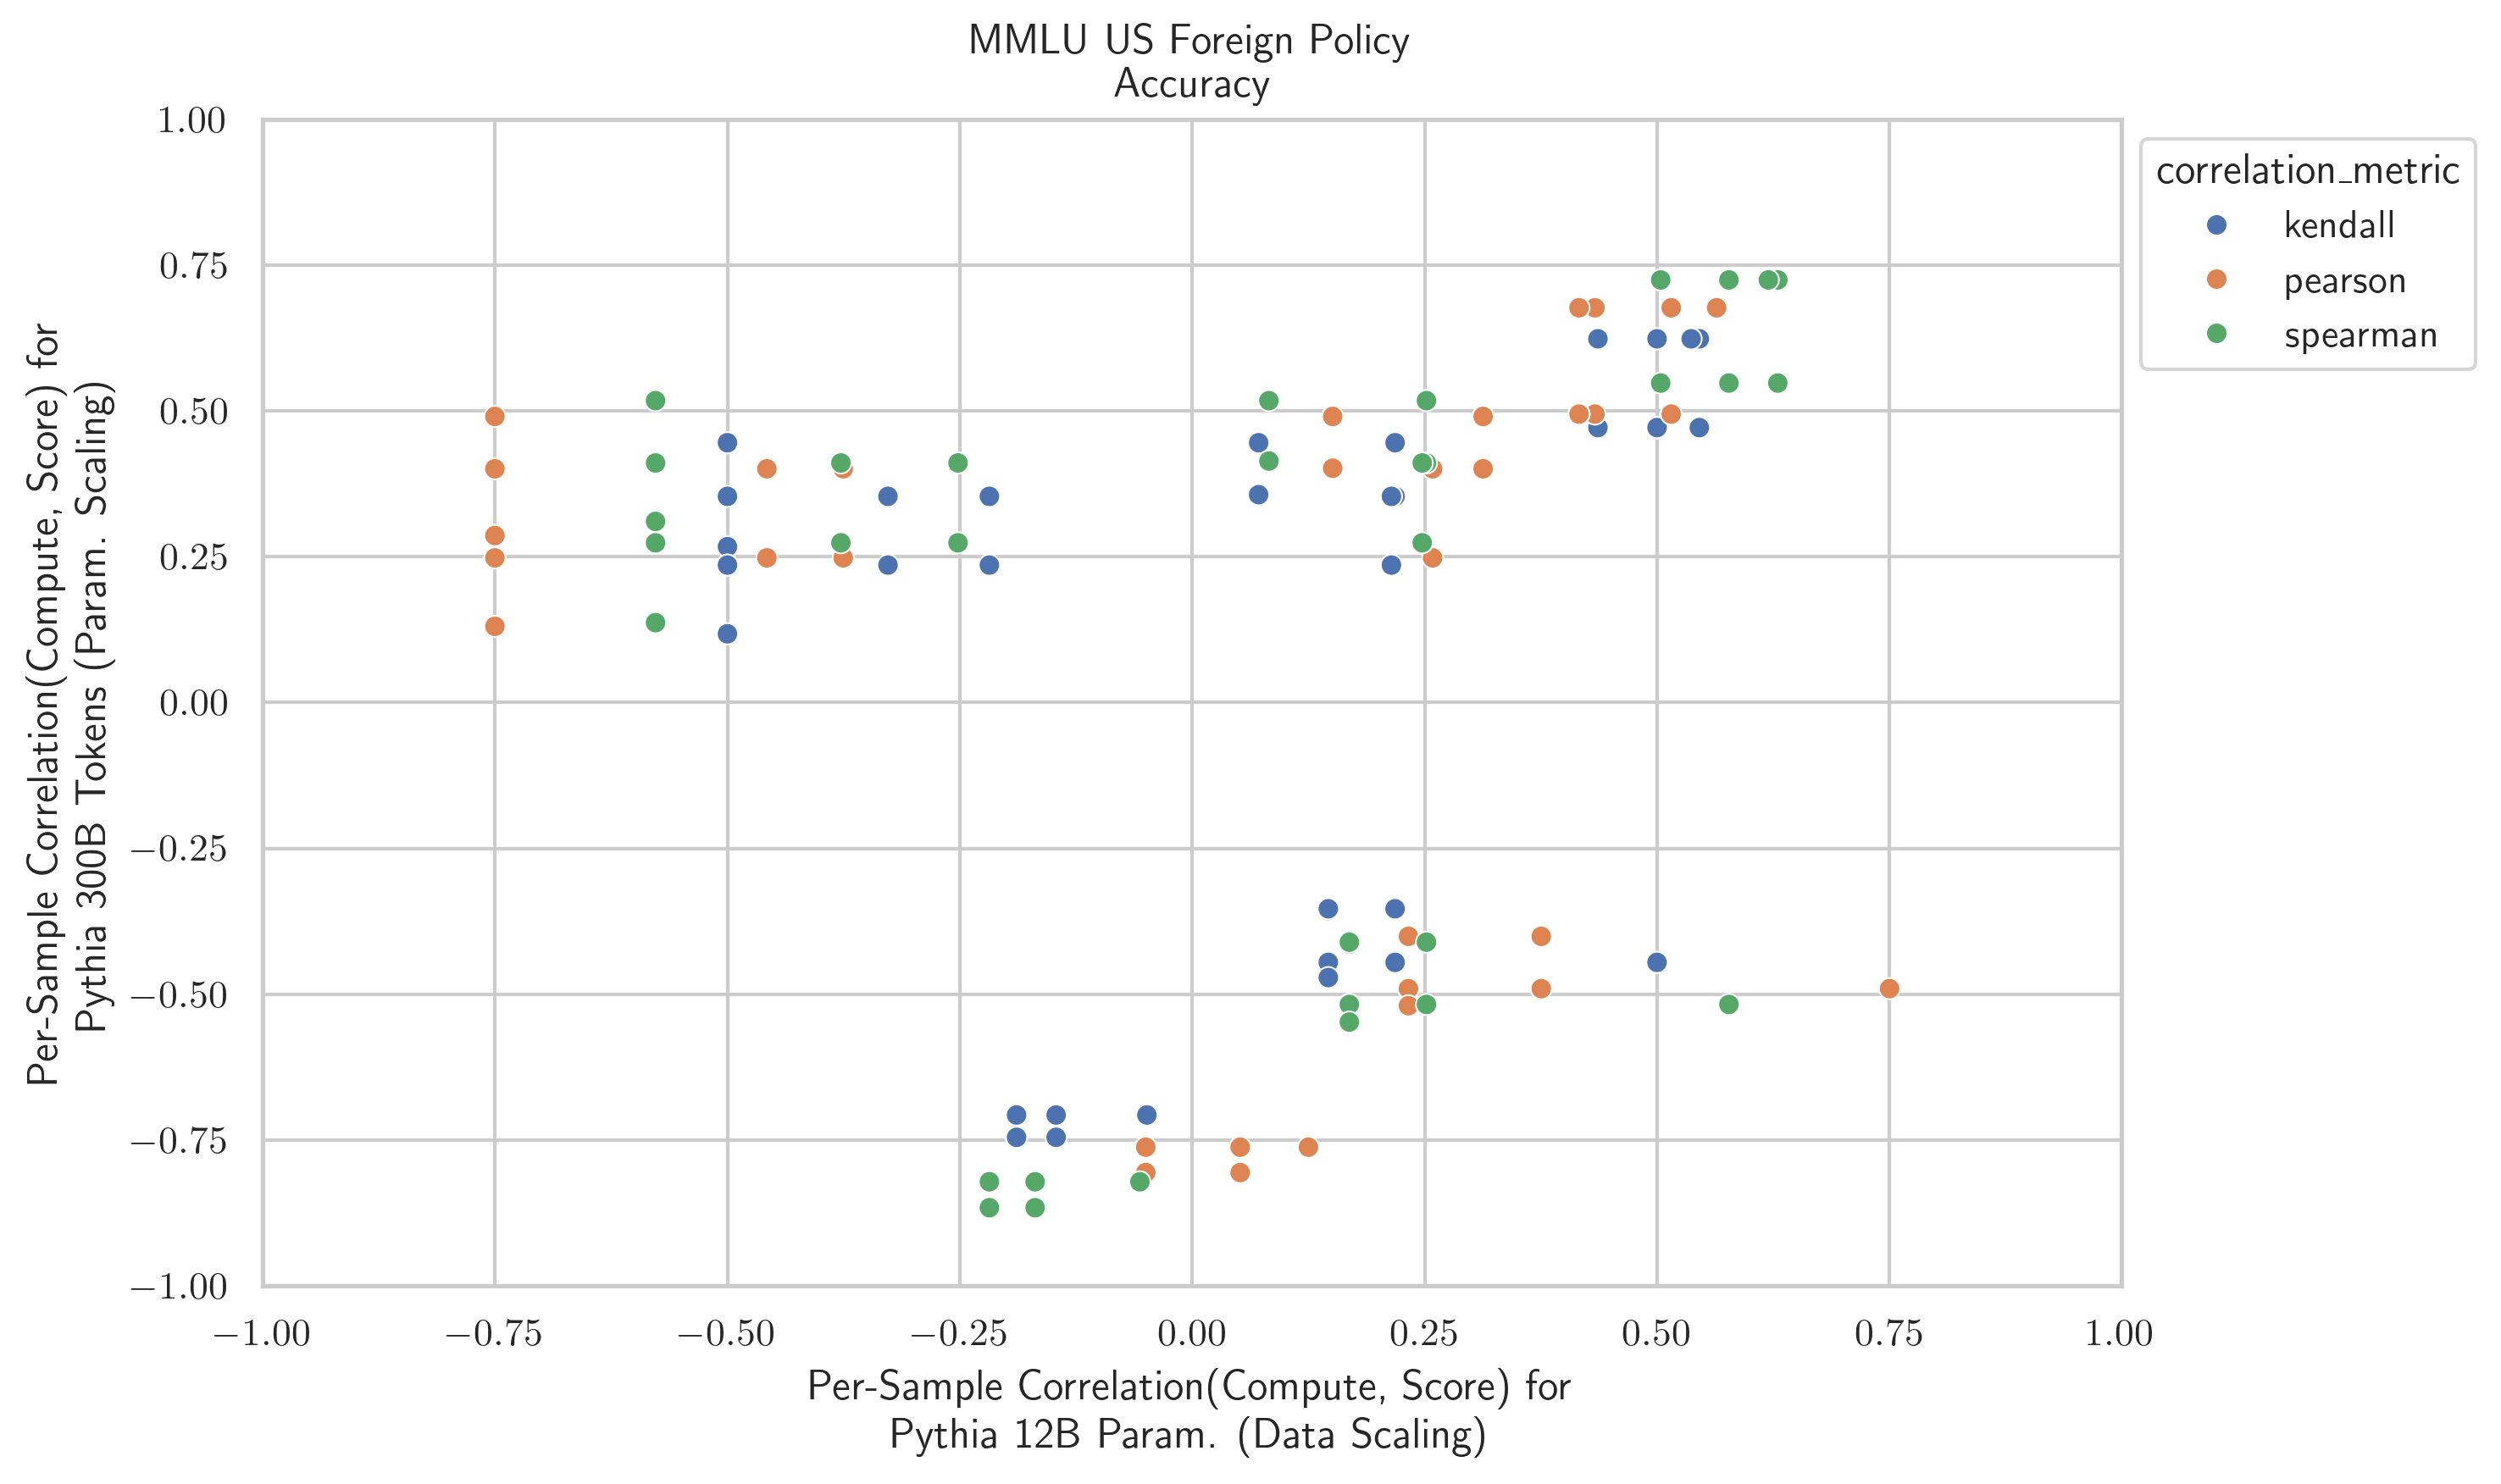 MMLU US Foreign Policy
Accuracy
1.00
0.75
0.50
0.25
0.00
−0.25
−0.50
−0.75
−1.00
Per-Sample Correlation(Compute, Score) for
Pythia 300B Tokens (Param. Scaling)
−1.00
−0.75
−0.50
−0.25
0.00
0.25
0.50
0.75
1.00
Per-Sample Correlation(Compute, Score) for
Pythia 12B Param. (Data Scaling)
correlation_metric
kendall
pearson
spearman